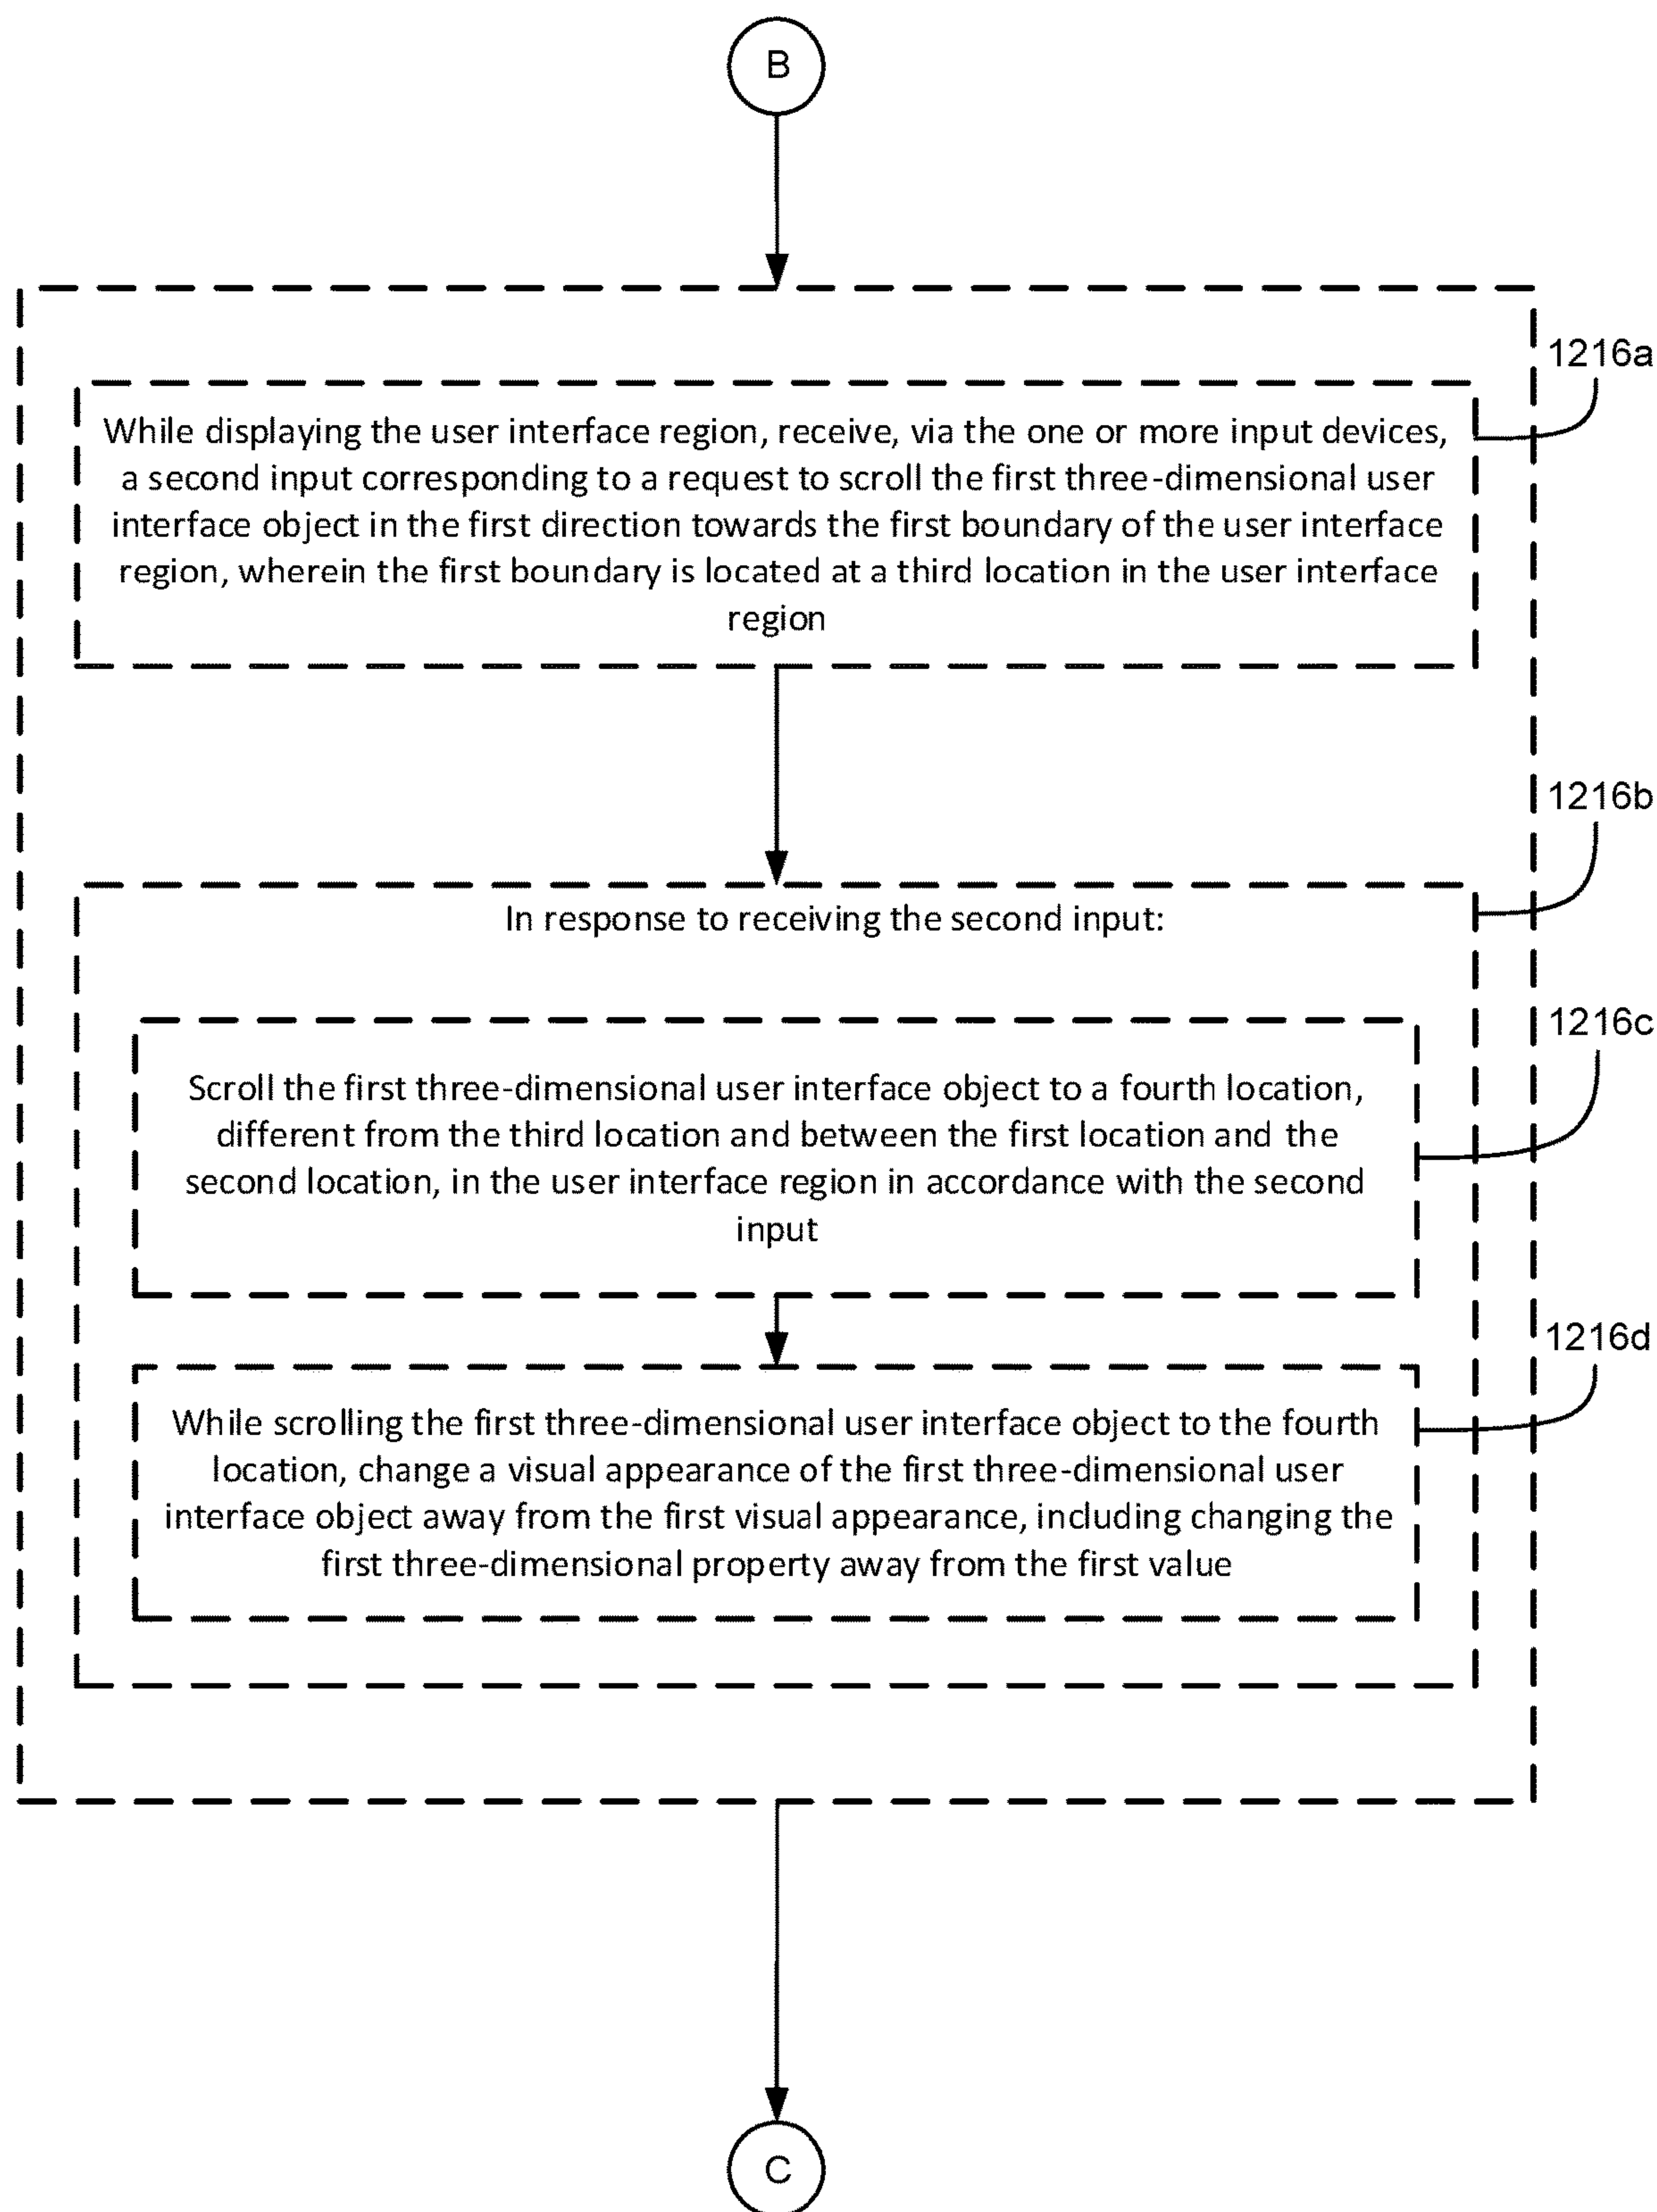 B
1216a
While displaying the user interface region, receive, via the one or more input devices,
a second input corresponding to a request to scroll the first three-dimensional user
interface object in the first direction towards the first boundary of the user interface
region, wherein the first boundary is located at a third location in the user interface
region
1216b
In response to receiving the second input:
1216c
Scroll the first three-dimensional user interface object to a fourth location,
different from the third location and between the first location and the
second location, in the user interface region in accordance with the second
input
1216d
While scrolling the first three-dimensional user interface object to the fourth
location, change a visual appearance of the first three-dimensional user
interface object away from the first visual appearance, including changing the
first three-dimensional property away from the first value
C